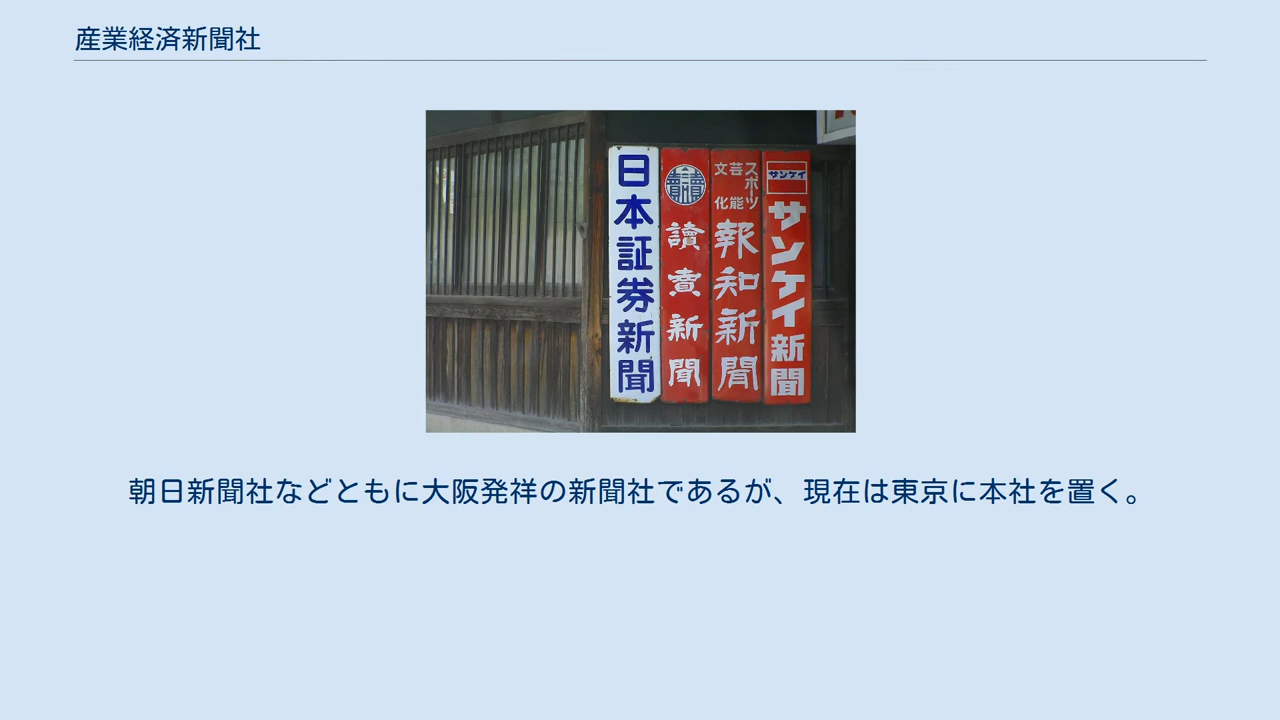 産業経済新聞社
日本証券新聞
讀賣
讀賣新聞
スポーツ
芸能
文化
報知新聞
サンケイ
サンケイ新聞
朝日新聞社などともに大阪発祥の新聞社であるが、現在は東京に本社を置く。